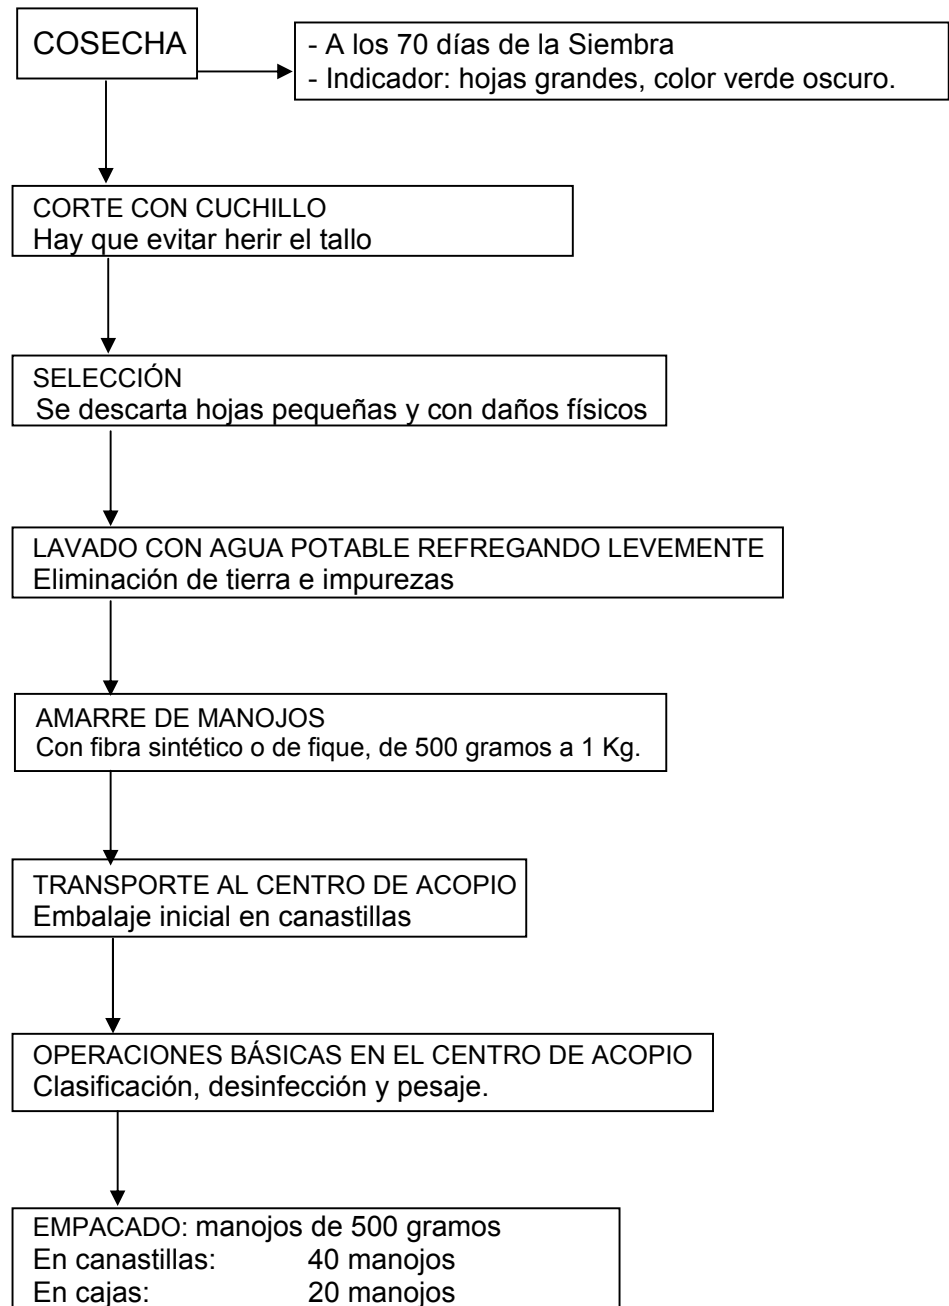 COSECHA
- A los 70 días de la Siembra
- Indicador: hojas grandes, color verde oscuro.
CORTE CON CUCHILLO
Hay que evitar herir el tallo
SELECCIÓN
Se descarta hojas pequeñas y con daños físicos
LAVADO CON AGUA POTABLE REFREGANDO LEVEMENTE
Eliminación de tierra e impurezas
AMARRE DE MANOJOS
Con fibra sintético o de fique, de 500 gramos a 1 Kg.
TRANSPORTE AL CENTRO DE ACOPIO
Embalaje inicial en canastillas
OPERACIONES BÁSICAS EN EL CENTRO DE ACOPIO
Clasificación, desinfección y pesaje.
EMPACADO: manojos de 500 gramos
En canastillas: 40 manojos
En cajas: 20 manojos